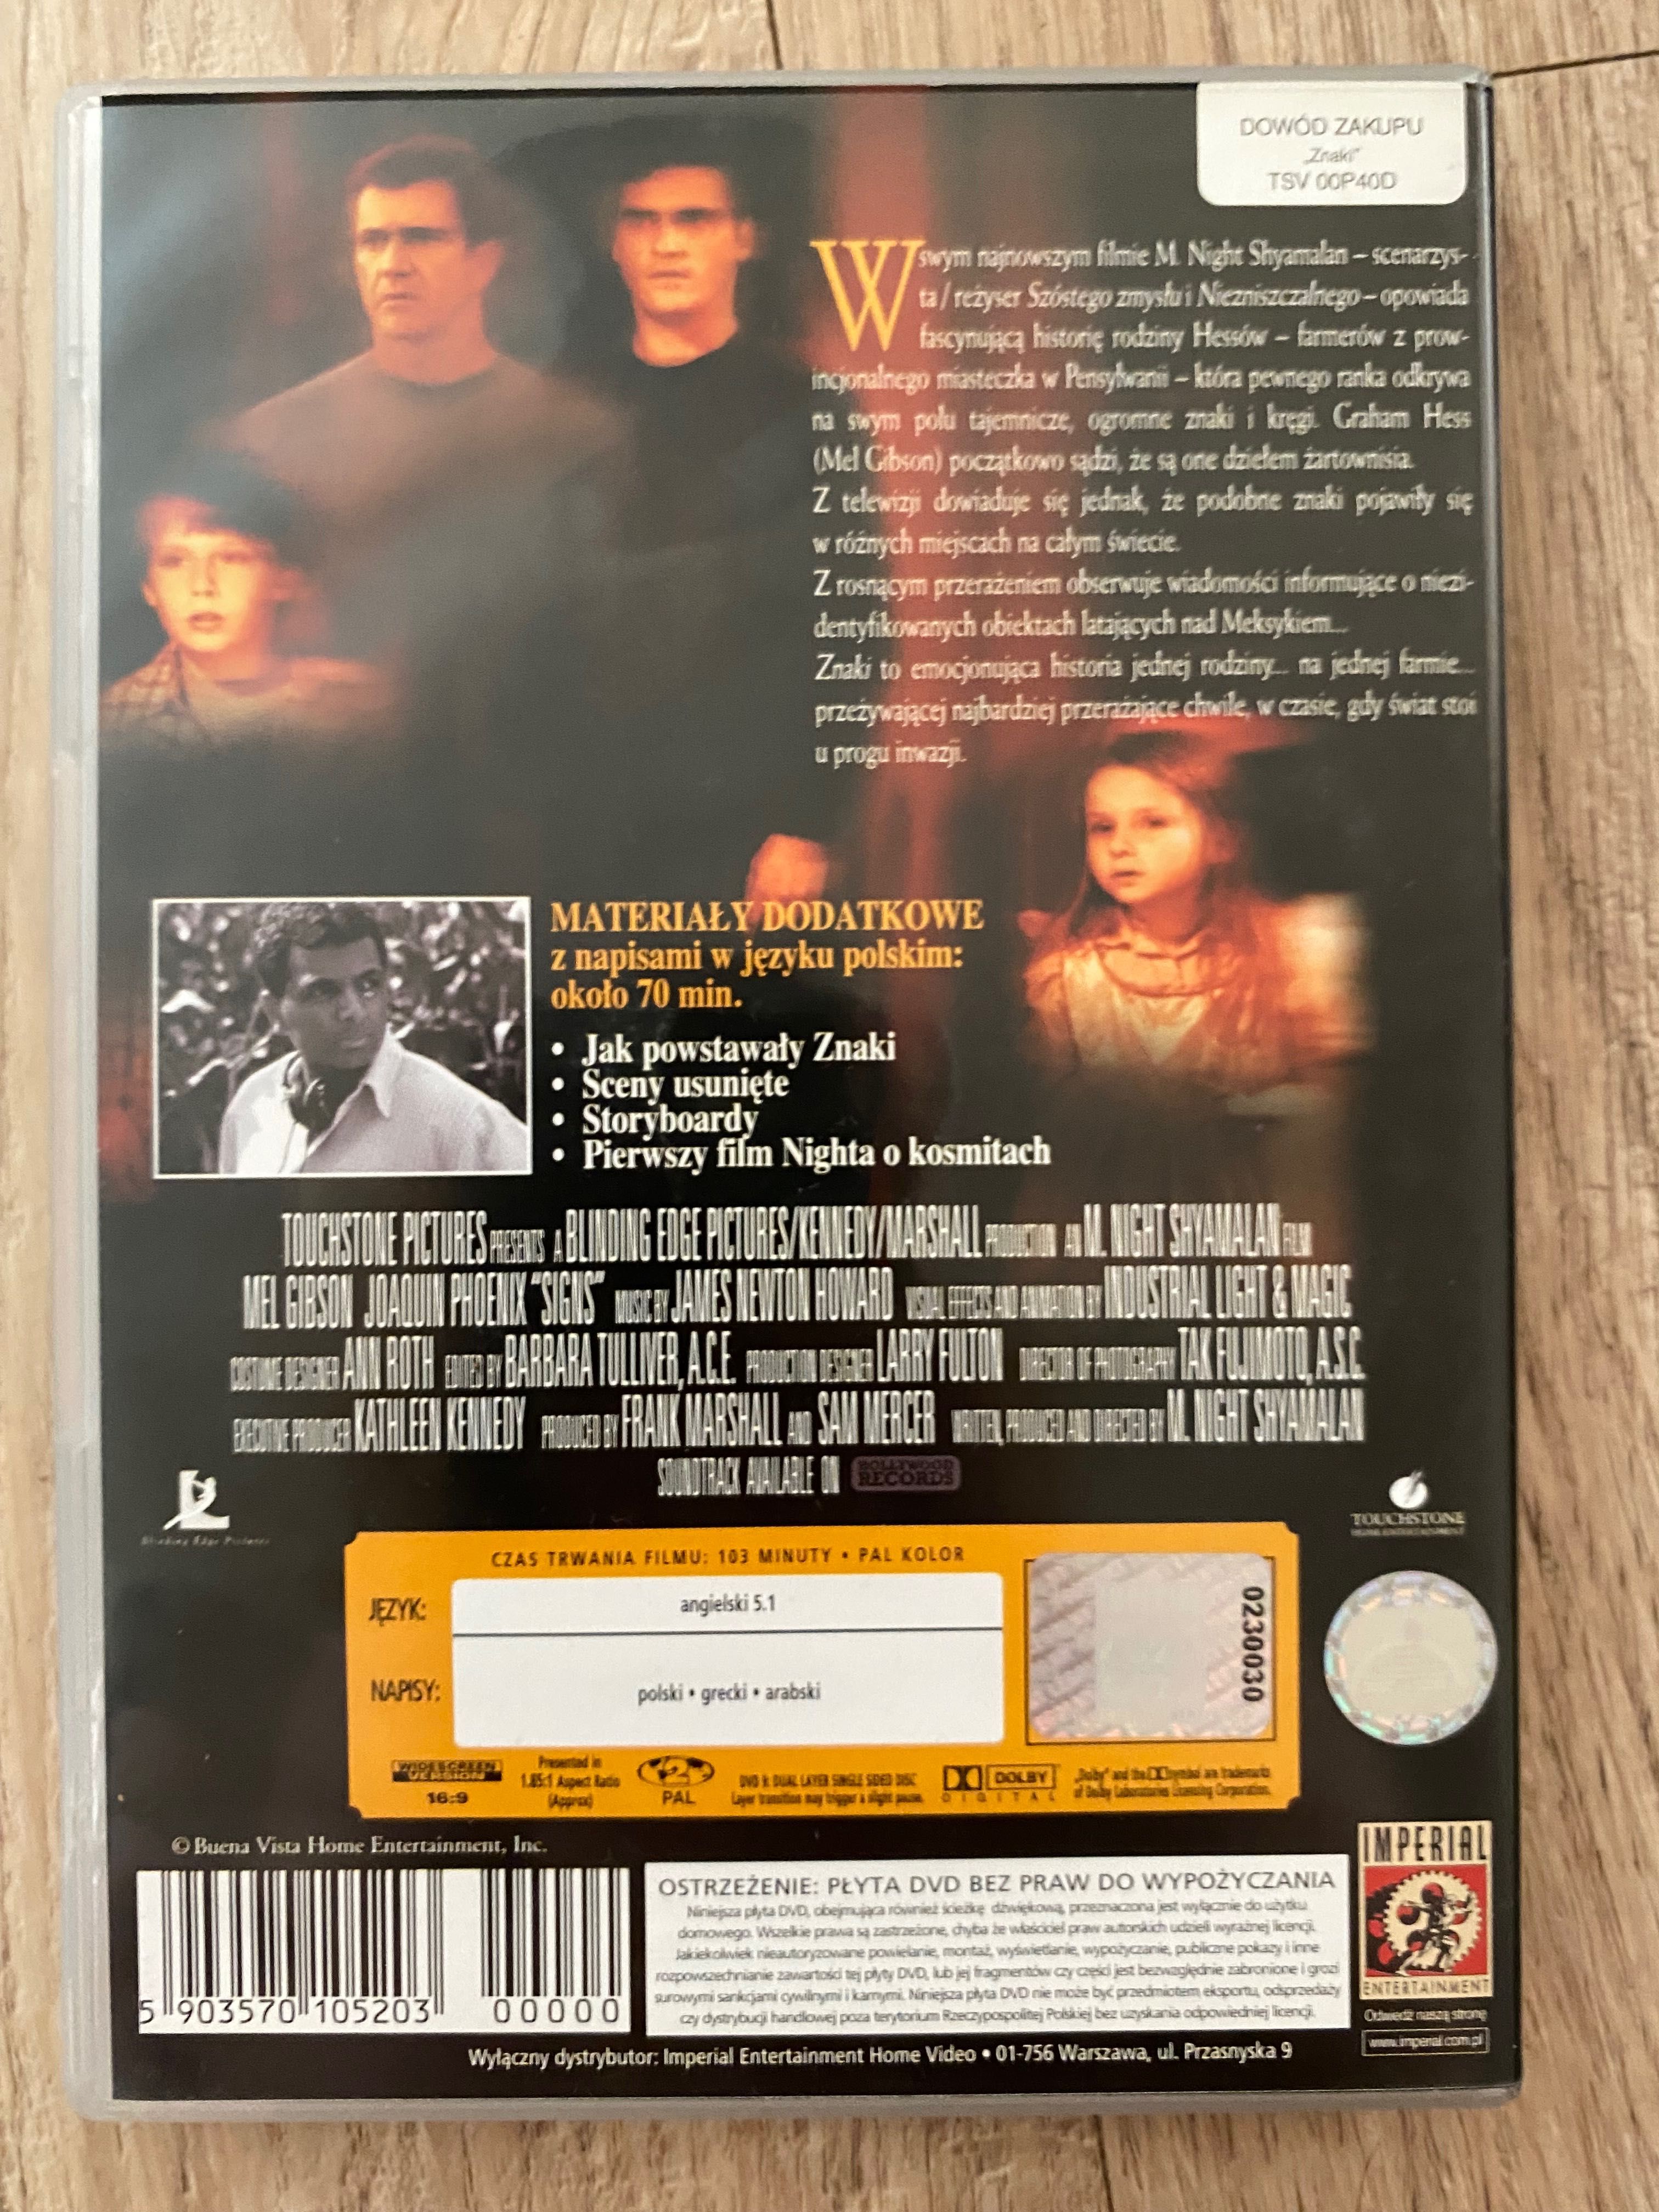 DOWÓD ZAKUPU
„Znaki”
TSV 00P40D
W swym najnowszym filmie M. Night Shyamalan – scenarzys-
ta / reżyser Szóstego zmysłu i Niezniszczalnego – opowiada
fascynującą historię rodziny Hessów – farmerów z prow-
incjonalnego miasteczka w Pensylwanii – która pewnego ranka odkrywa
na swym polu tajemnicze, ogromne znaki i kręgi. Graham Hess
(Mel Gibson) początkowo sądzi, że są one dziełem żartownisia.
Z telewizji dowiaduje się jednak, że podobne znaki pojawiły się
w różnych miejscach na całym świecie.
Z rosnącym przerażeniem obserwuje wiadomości informujące o niezi-
dentyfikowanych obiektach latających nad Meksykiem...
Znaki to emocjonująca historia jednej rodziny... na jednej farmie...
przeżywającej najbardziej przerażające chwile, w czasie, gdy świat stoi
u progu inwazji.
MATERIAŁY DODATKOWE
z napisami w języku polskim:
około 70 min.
• Jak powstawały Znaki
• Sceny usunięte
• Storyboardy
• Pierwszy film Nighta o kosmitach
TOUCHSTONE PICTURES PRESENTS A BLINDING EDGE PICTURES/KENNEDY/MARSHALL PRODUCTION AN M. NIGHT SHYAMALAN FILM
MEL GIBSON JOAQUIN PHOENIX "SIGNS" MUSIC BY JAMES NEWTON HOWARD VISUAL EFFECTS AND ANIMATION BY INDUSTRIAL LIGHT & MAGIC
COSTUME DESIGNER ANN ROTH EDITED BY BARBARA TULLIVER, A.C.E. PRODUCTION DESIGNER LARRY FULTON DIRECTOR OF PHOTOGRAPHY TAK FUJIMOTO, A.S.C.
EXECUTIVE PRODUCER KATHLEEN KENNEDY PRODUCED BY FRANK MARSHALL AND SAM MERCER WRITTEN, PRODUCED AND DIRECTED BY M. NIGHT SHYAMALAN
SOUNDTRACK AVAILABLE ON HOLLYWOOD RECORDS
Blinding Edge Pictures
TOUCHSTONE
HOME ENTERTAINMENT
CZAS TRWANIA FILMU: 103 MINUTY • PAL KOLOR
JĘZYK: angielski 5.1
NAPISY: polski • grecki • arabski
0230030
WIDESCREEN
VERSION
16:9
Presented in
1.85:1 Aspect Ratio
(Approx)
2
PAL
DVD 9: DUAL LAYER SINGLE SIDED DISC
Layer transition may trigger a slight pause.
DOLBY
DIGITAL
„Dolby” and the DD symbol are trademarks
of Dolby Laboratories Licensing Corporation.
© Buena Vista Home Entertainment, Inc.
5 903570 105203 00000
OSTRZEŻENIE: PŁYTA DVD BEZ PRAW DO WYPOŻYCZANIA
Niniejsza płyta DVD, obejmująca również ścieżkę dźwiękową, przeznaczona jest wyłącznie do użytku
domowego. Wszelkie prawa są zastrzeżone, chyba że właściciel praw autorskich udzieli wyraźnej licencji.
Jakiekolwiek nieautoryzowane powielanie, montaż, wyświetlanie, wypożyczanie, publiczne pokazy i inne
rozpowszechnianie zawartości tej płyty DVD, lub jej fragmentów czy części jest bezwzględnie zabronione i grozi
surowymi sankcjami cywilnymi i karnymi. Niniejsza płyta DVD nie może być przedmiotem eksportu, odsprzedaży
czy dystrybucji handlowej poza terytorium Rzeczypospolitej Polskiej bez uzyskania odpowiedniej licencji.
IMPERIAL
ENTERTAINMENT
Odwiedź naszą stronę
www.imperial.com.pl
Wyłączny dystrybutor: Imperial Entertainment Home Video • 01-756 Warszawa, ul. Przasnyska 9